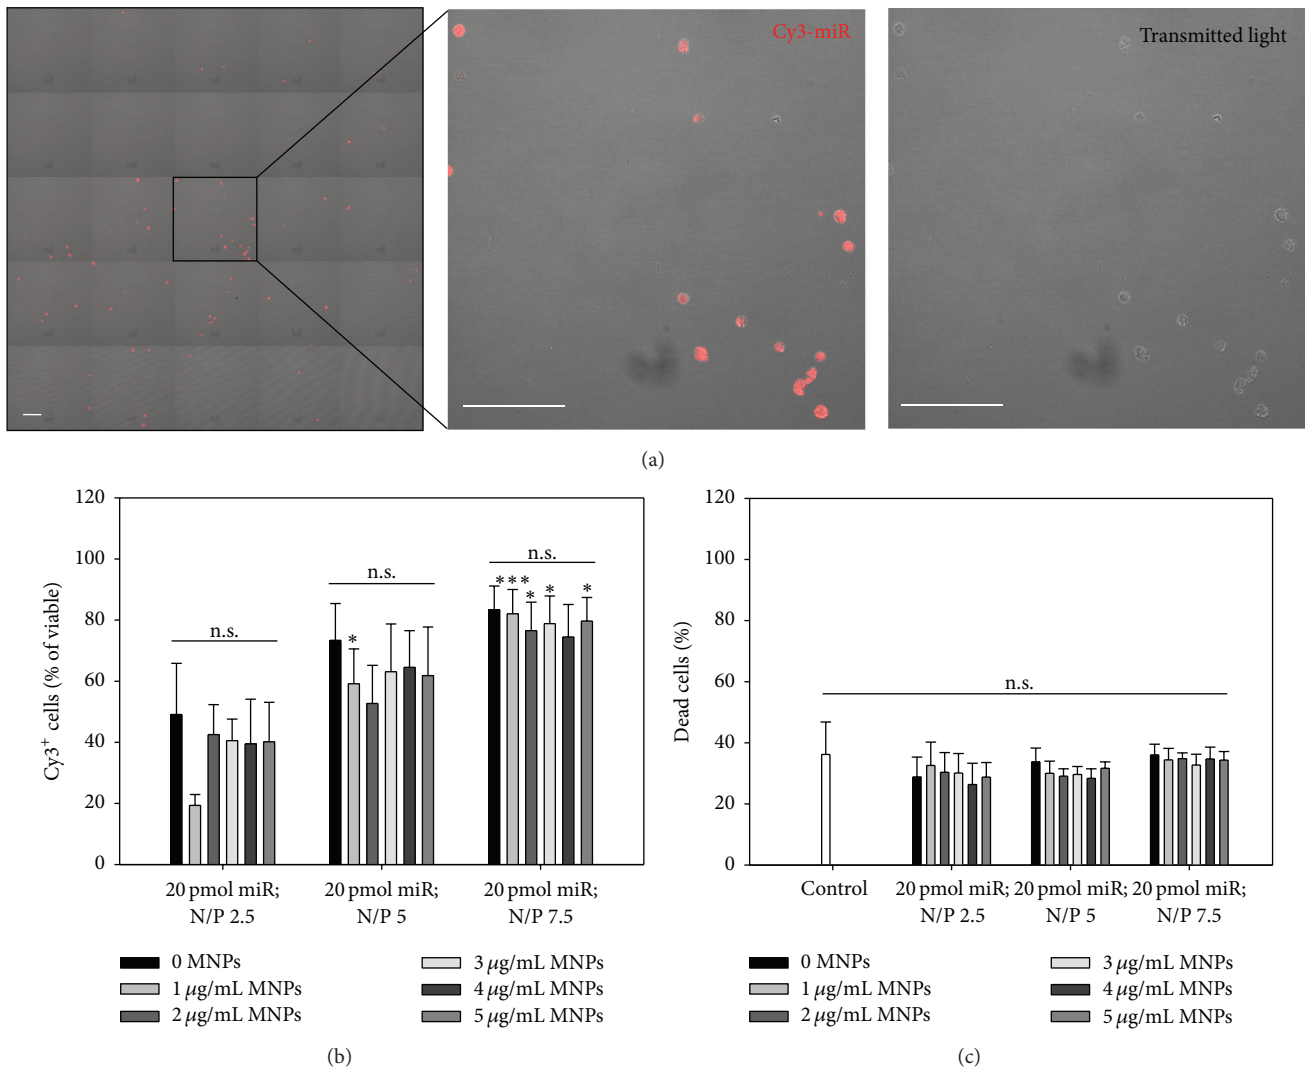 Cy3-miR
Transmitted light
(a)
120
100
80
60
40
20
0
Cy3+ cells (% of viable)
n.s.
n.s.
n.s.
*
***
*
*
*
20 pmol miR;
N/P 2.5
20 pmol miR;
N/P 5
20 pmol miR;
N/P 7.5
0 MNPs
1 μg/mL MNPs
2 μg/mL MNPs
3 μg/mL MNPs
4 μg/mL MNPs
5 μg/mL MNPs
(b)
120
100
80
60
40
20
0
Dead cells (%)
n.s.
Control
20 pmol miR;
N/P 2.5
20 pmol miR;
N/P 5
20 pmol miR;
N/P 7.5
0 MNPs
1 μg/mL MNPs
2 μg/mL MNPs
3 μg/mL MNPs
4 μg/mL MNPs
5 μg/mL MNPs
(c)